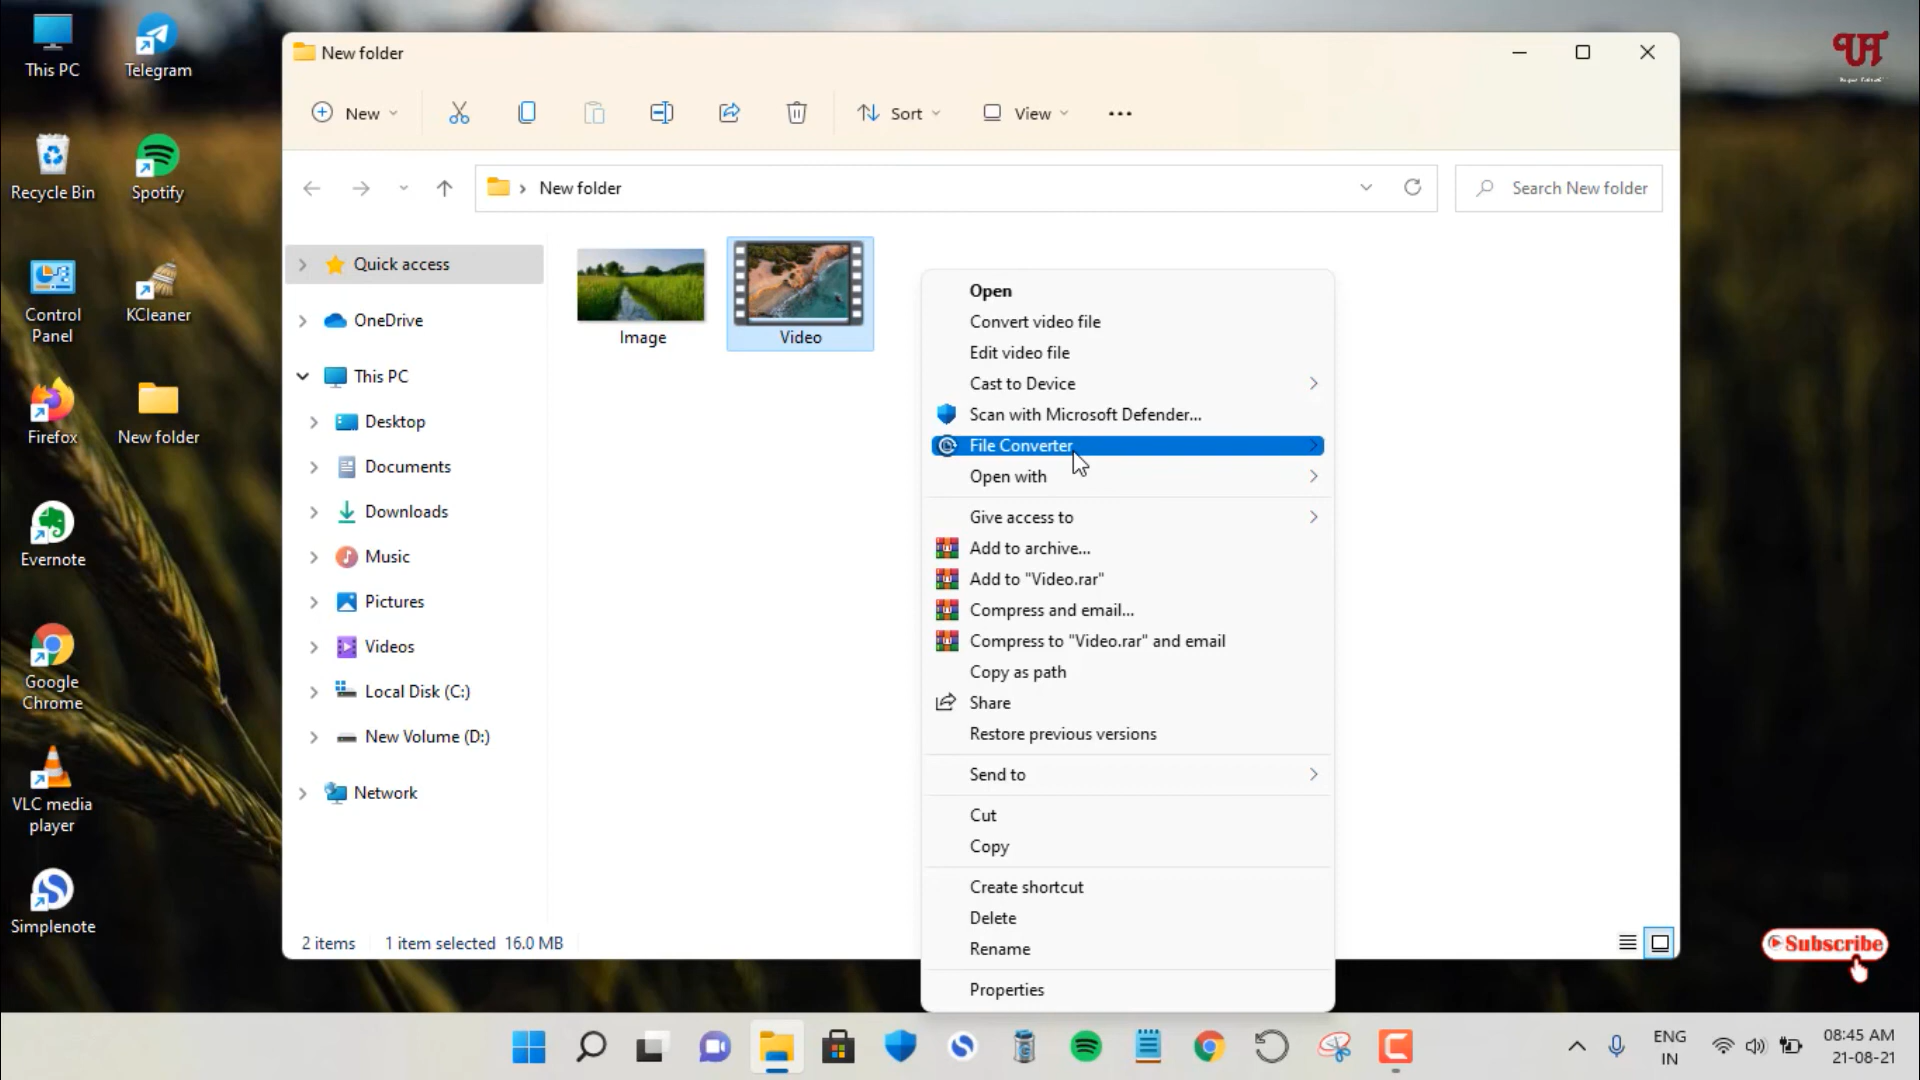 This PC
Telegram
Recycle Bin
Spotify
Control
Panel
KCleaner
Firefox
New folder
Evernote
Google
Chrome
VLC media
player
Simplenote
New folder
New
Sort
View
New folder
Search New folder
Quick access
OneDrive
This PC
Desktop
Documents
Downloads
Music
Pictures
Videos
Local Disk (C:)
New Volume (D:)
Network
Image
Video
Open
Convert video file
Edit video file
Cast to Device
Scan with Microsoft Defender...
File Converter
Open with
Give access to
Add to archive...
Add to "Video.rar"
Compress and email...
Compress to "Video.rar" and email
Copy as path
Share
Restore previous versions
Send to
Cut
Copy
Create shortcut
Delete
Rename
Properties
2 items 1 item selected 16.0 MB
Subscribe
ENG
IN
08:45 AM
21-08-21